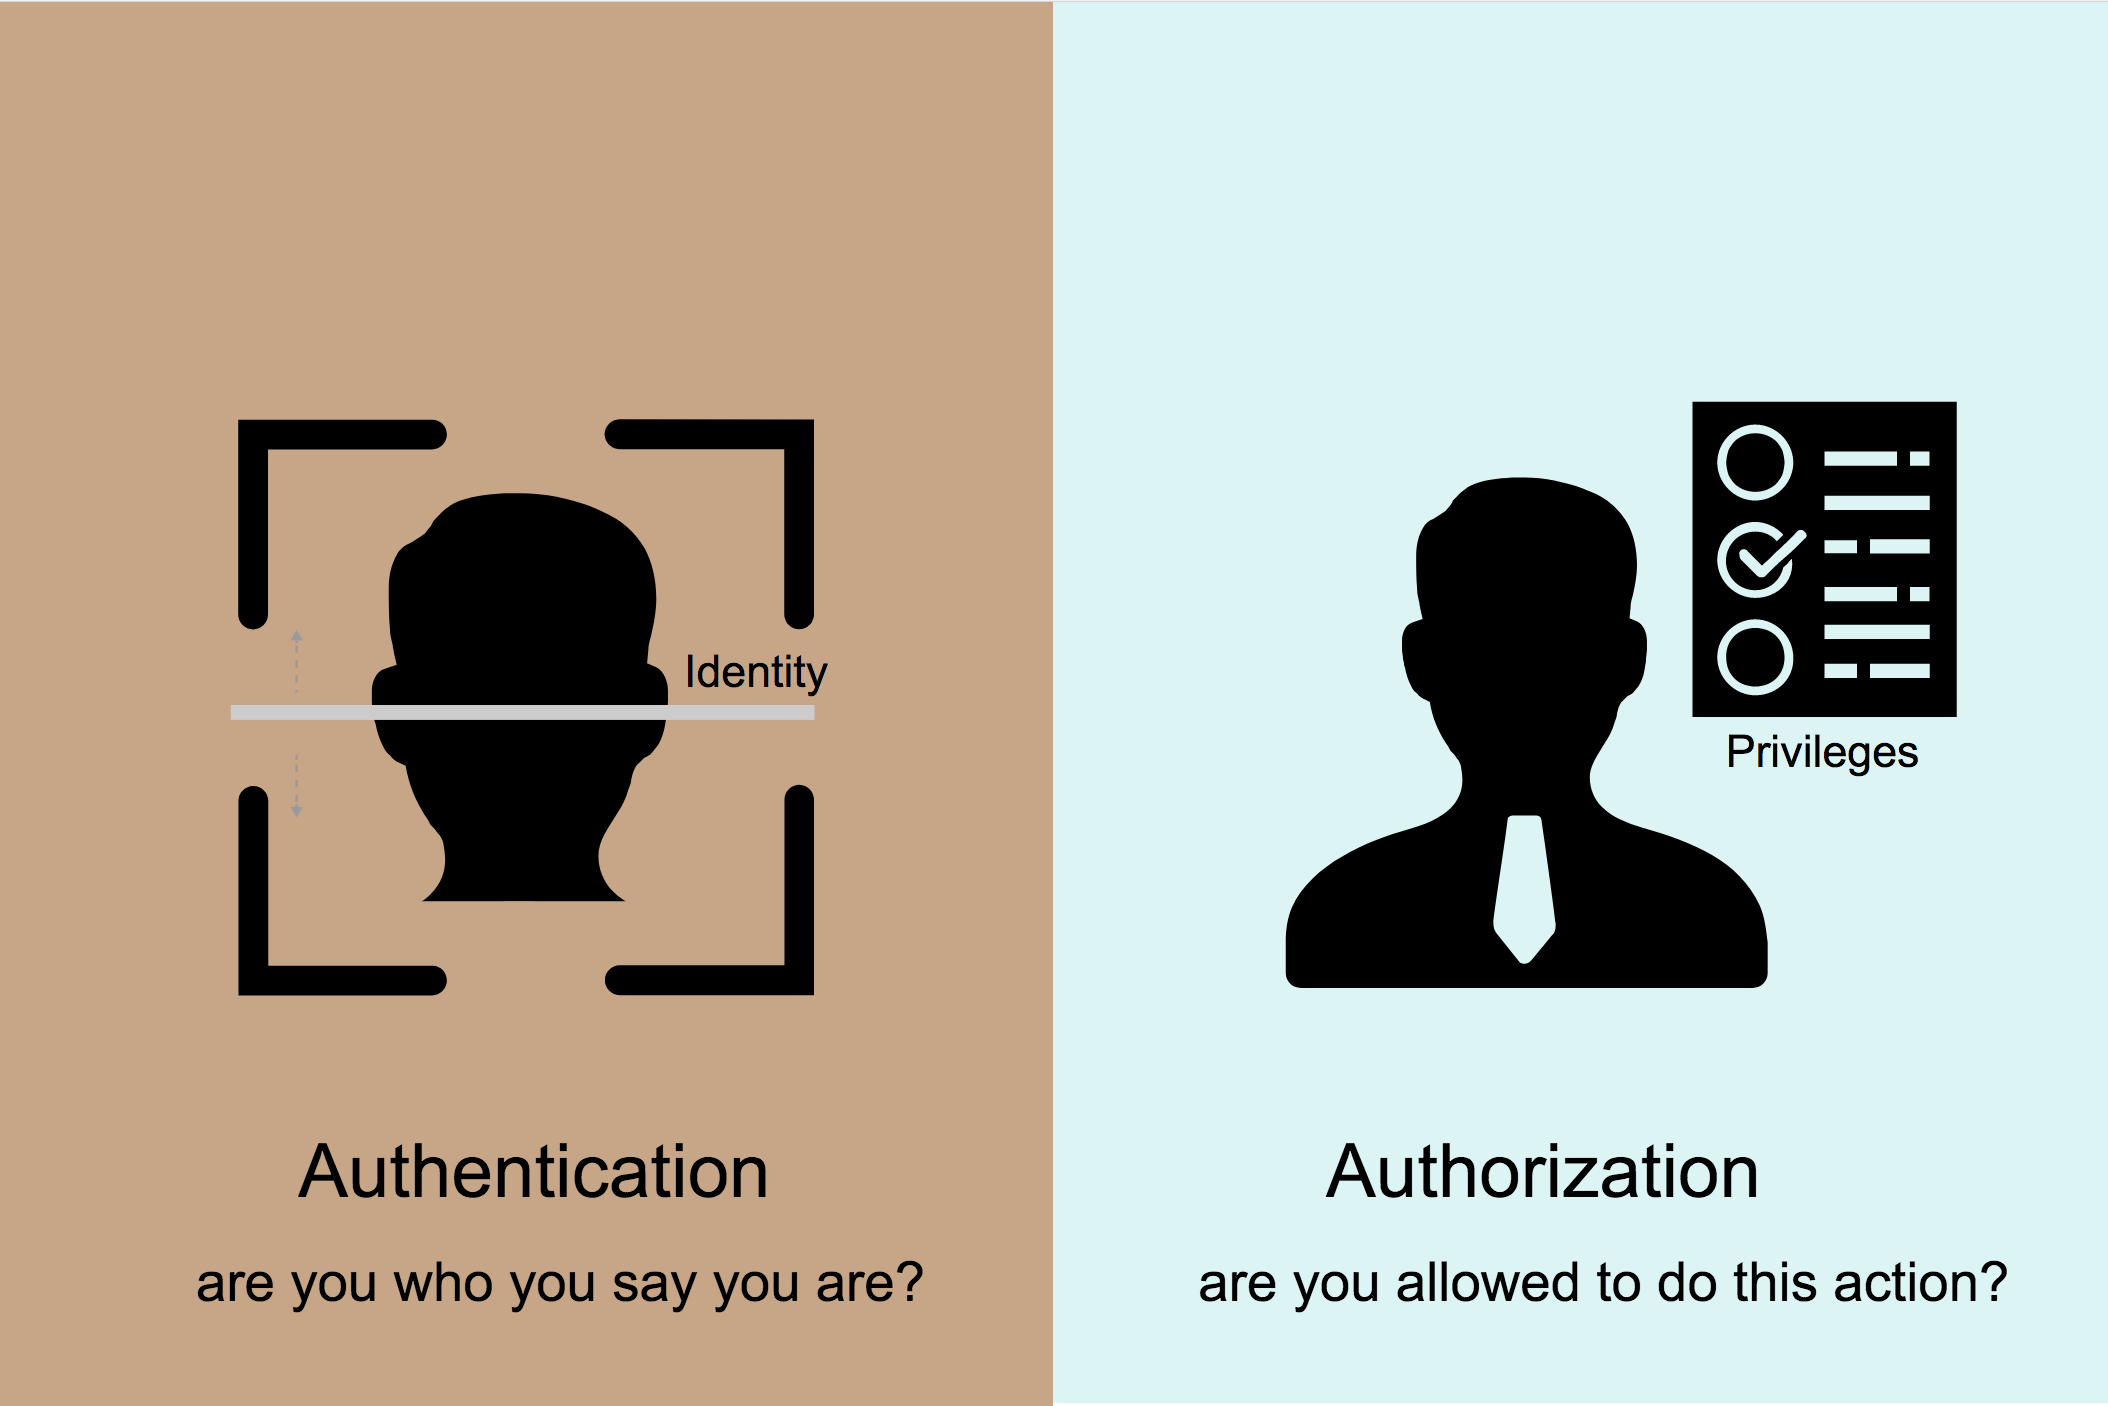 Identity
Authentication
are you who you say you are?
Privileges
Authorization
are you allowed to do this action?